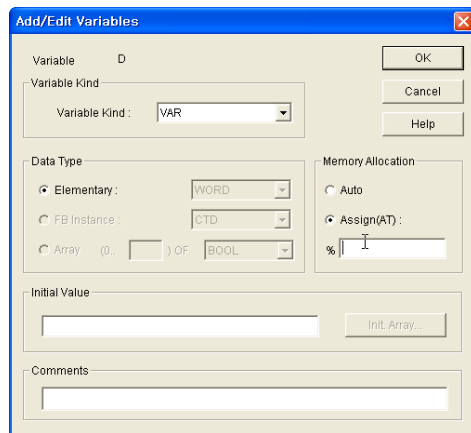 Add/Edit Variables
Variable D
OK
Variable Kind
Cancel
Variable Kind : VAR
Help
Data Type
Memory Allocation
Elementary : WORD
Auto
FB Instance : CTD
Assign(AT) :
Array (0.. ) OF BOOL
%
Initial Value
Init. Array...
Comments